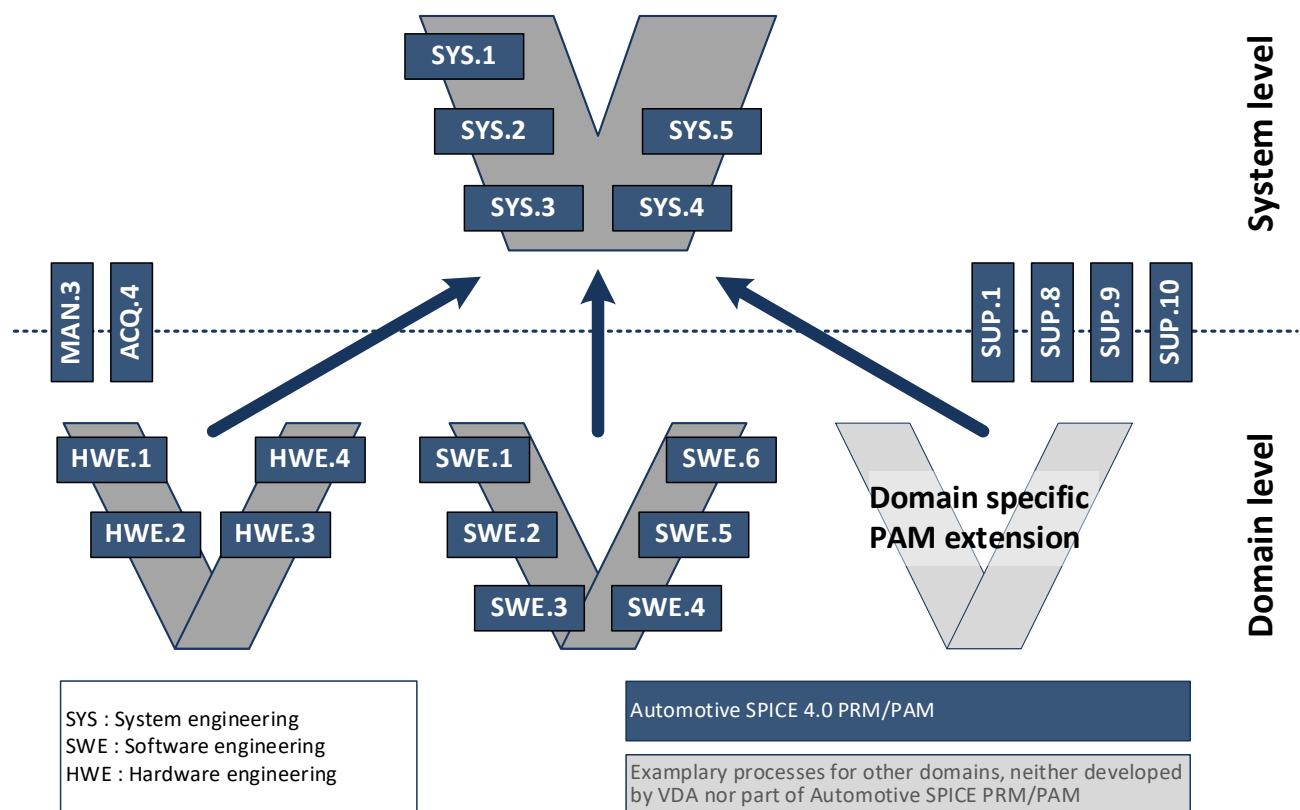 SYS.1
SYS.2
SYS.5
SYS.3
SYS.4
System level
MAN.3
ACQ.4
SUP.1
SUP.8
SUP.9
SUP.10
HWE.1
HWE.4
HWE.2
HWE.3
SWE.1
SWE.6
SWE.2
SWE.5
SWE.3
SWE.4
Domain specific
PAM extension
Domain level
SYS : System engineering
SWE : Software engineering
HWE : Hardware engineering
Automotive SPICE 4.0 PRM/PAM
Examplary processes for other domains, neither developed
by VDA nor part of Automotive SPICE PRM/PAM